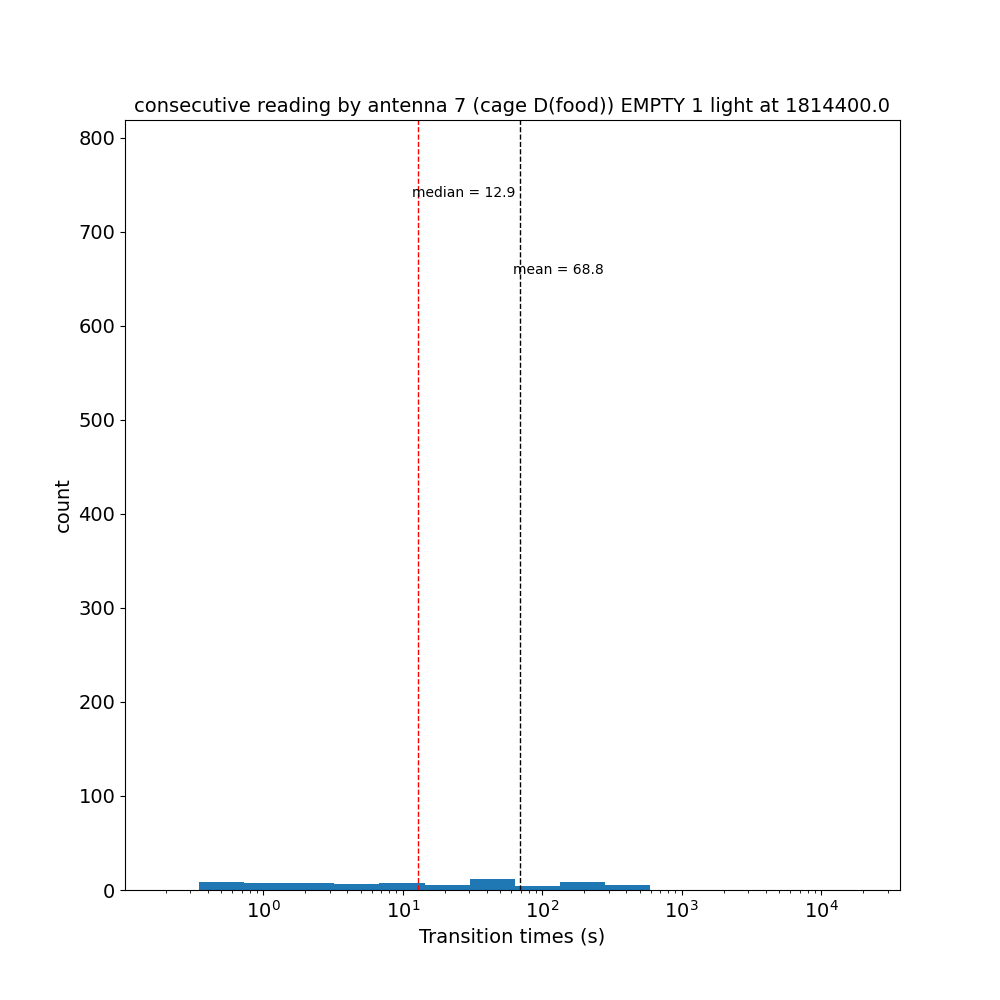 consecutive reading by antenna 7 (cage D(food)) EMPTY 1 light at 1814400.0
800
median = 12.9
700
mean = 68.8
600
500
count
400
300
200
100
0
10⁰ 10¹ 10² 10³ 10⁴
Transition times (s)